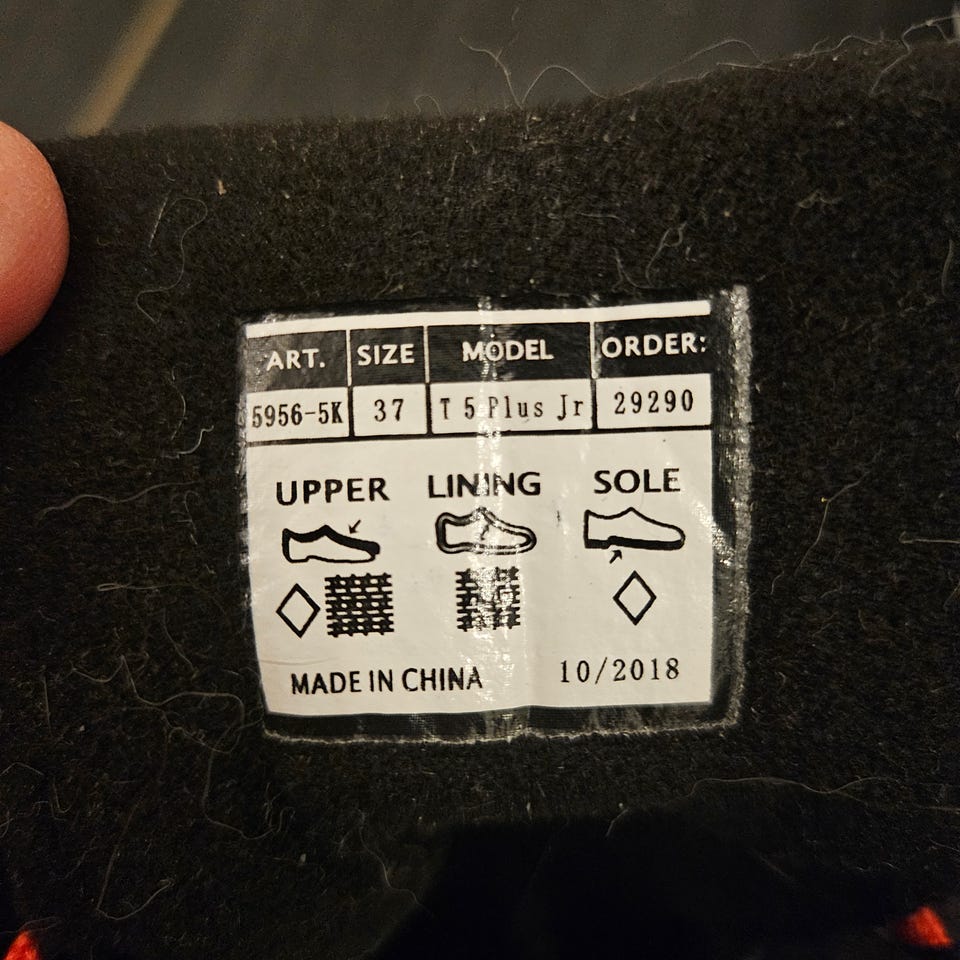 ART. SIZE MODEL ORDER:
5956-5K 37 T 5 Plus Jr 29290
UPPER LINING SOLE
MADE IN CHINA 10/2018